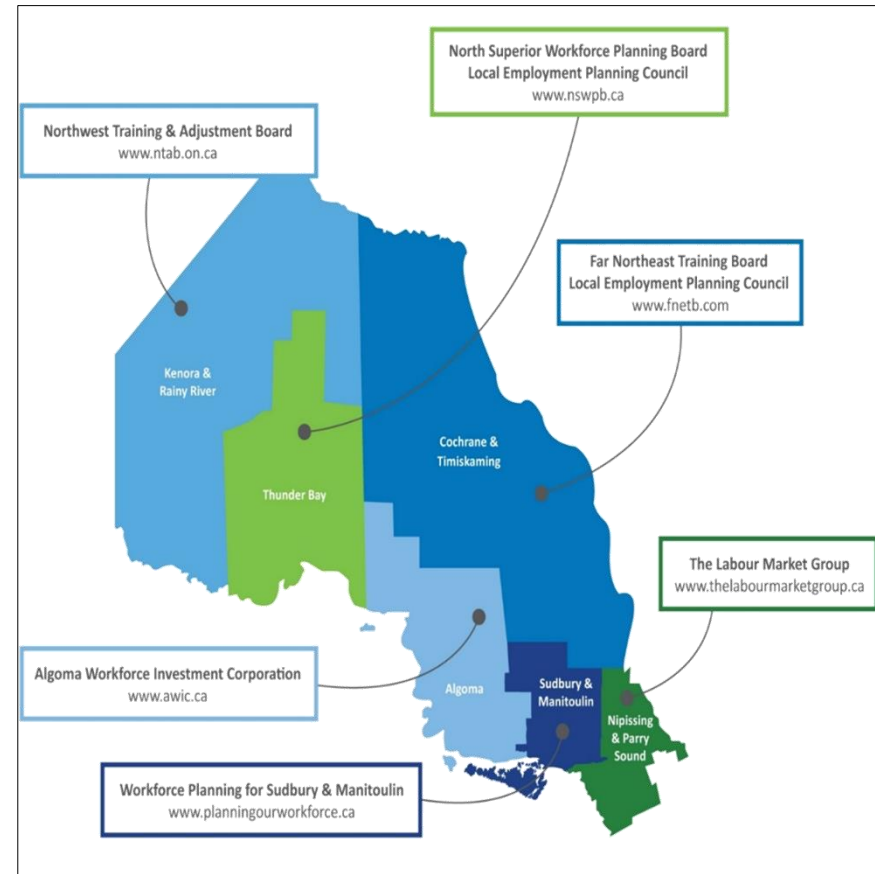 North Superior Workforce Planning Board
Local Employment Planning Council
www.nswpb.ca
Northwest Training & Adjustment Board
www.ntab.on.ca
Far Northeast Training Board
Local Employment Planning Council
www.fnetb.com
Kenora &
Rainy River
Cochrane &
Timiskaming
Thunder Bay
The Labour Market Group
www.thelabourmarketgroup.ca
Algoma Workforce Investment Corporation
www.awic.ca
Algoma
Sudbury &
Manitoulin
Nipissing
& Parry
Sound
Workforce Planning for Sudbury & Manitoulin
www.planningourworkforce.ca